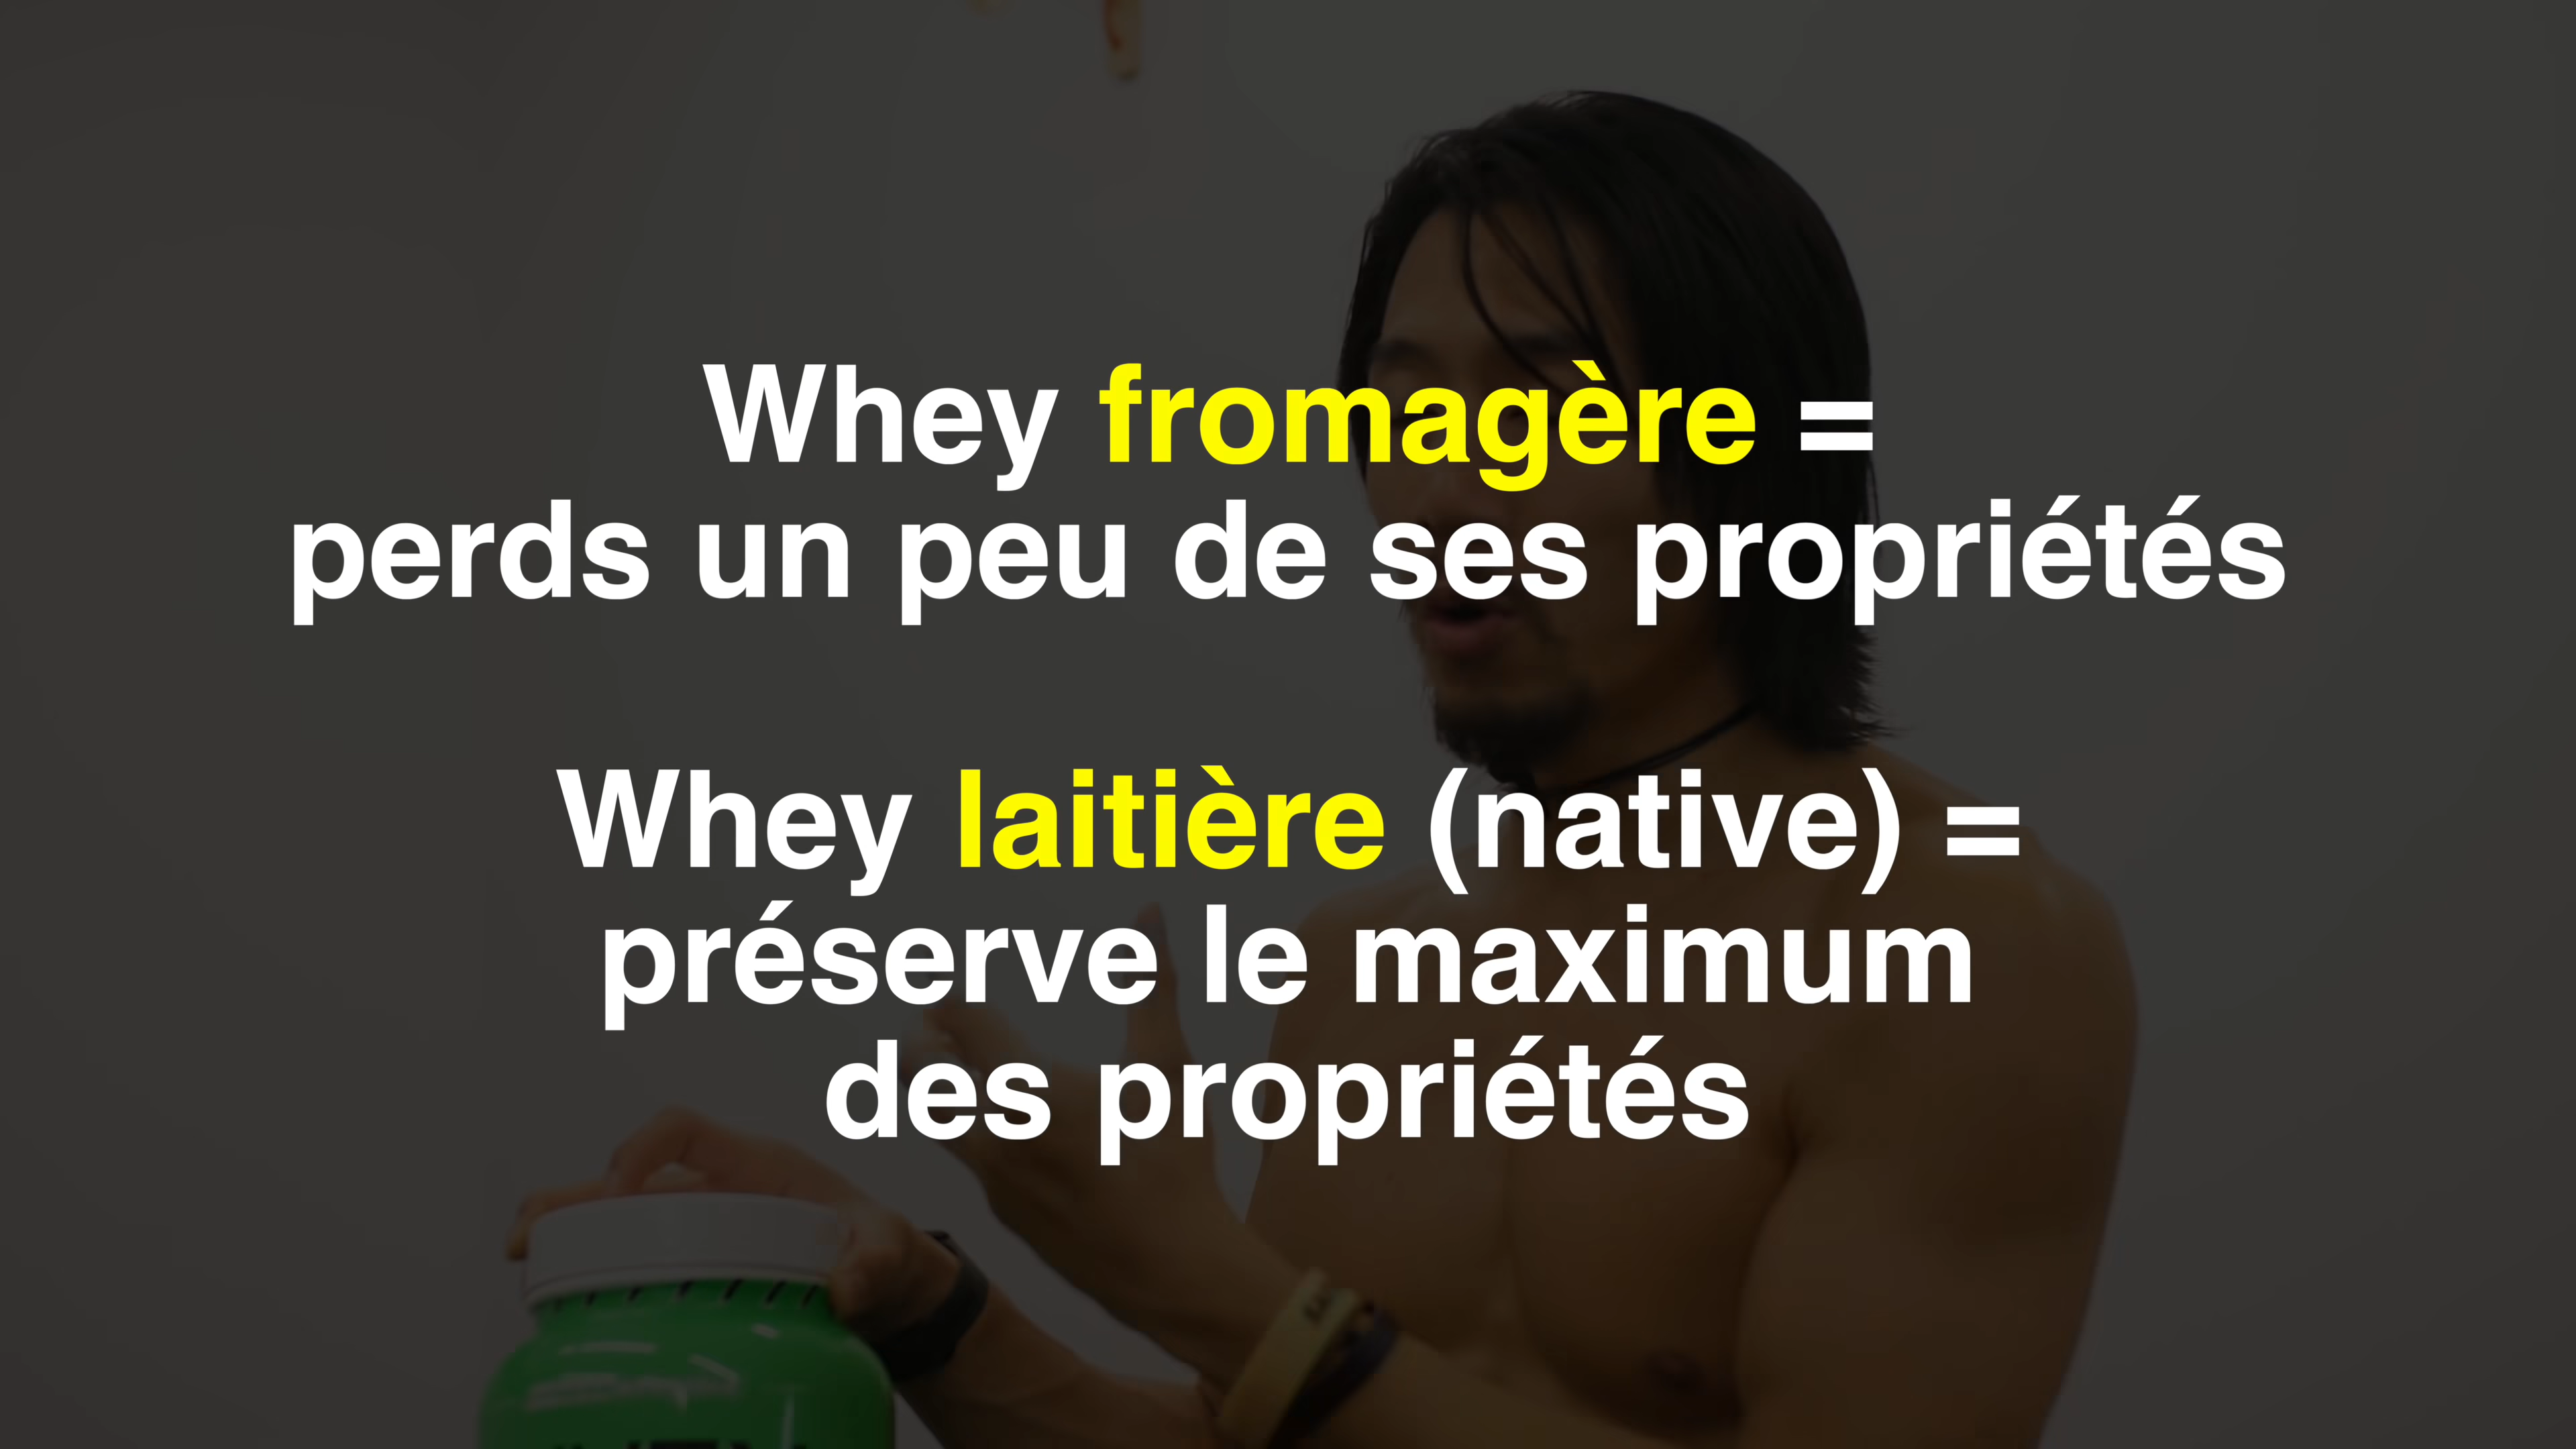 Whey fromagère =
perds un peu de ses propriétés
Whey laitière (native) =
préserve le maximum
des propriétés